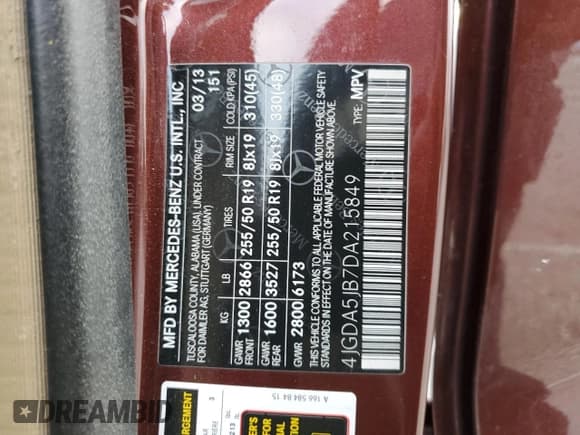 MFD BY MERCEDES-BENZ U.S. INTL., INC
TUSCALOOSA COUNTY, ALABAMA (USA), UNDER CONTRACT 03/13
FOR DAIMLER AG, STUTTGART (GERMANY) 151
KG LB TIRES RIM SIZE COLD KPA(PSI)
GAWR FRONT 1300 2866 255/50 R19 8Jx19 310(45)
GAWR REAR 1600 3527 255/50 R19 8Jx19 330(48)
GVWR 2800 6173
THIS VEHICLE CONFORMS TO ALL APPLICABLE FEDERAL MOTOR VEHICLE SAFETY
STANDARDS IN EFFECT ON THE DATE OF MANUFACTURE SHOWN ABOVE.
4JGDA5JB7DA215849 TYPE: MPV
A 166 584 84 15
DREAMBID